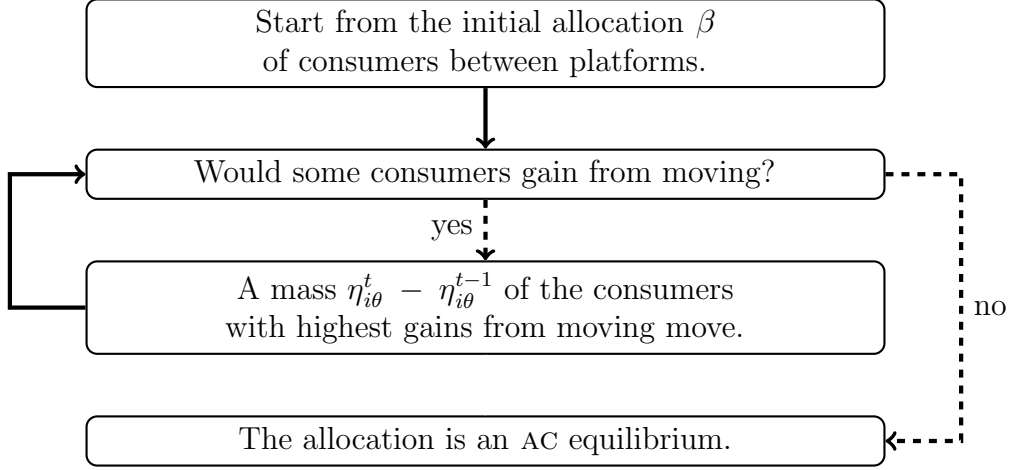 Start from the initial allocation β
of consumers between platforms.
Would some consumers gain from moving?
yes
A mass η^t_{iθ} − η^{t−1}_{iθ} of the consumers
with highest gains from moving move.
no
The allocation is an AC equilibrium.